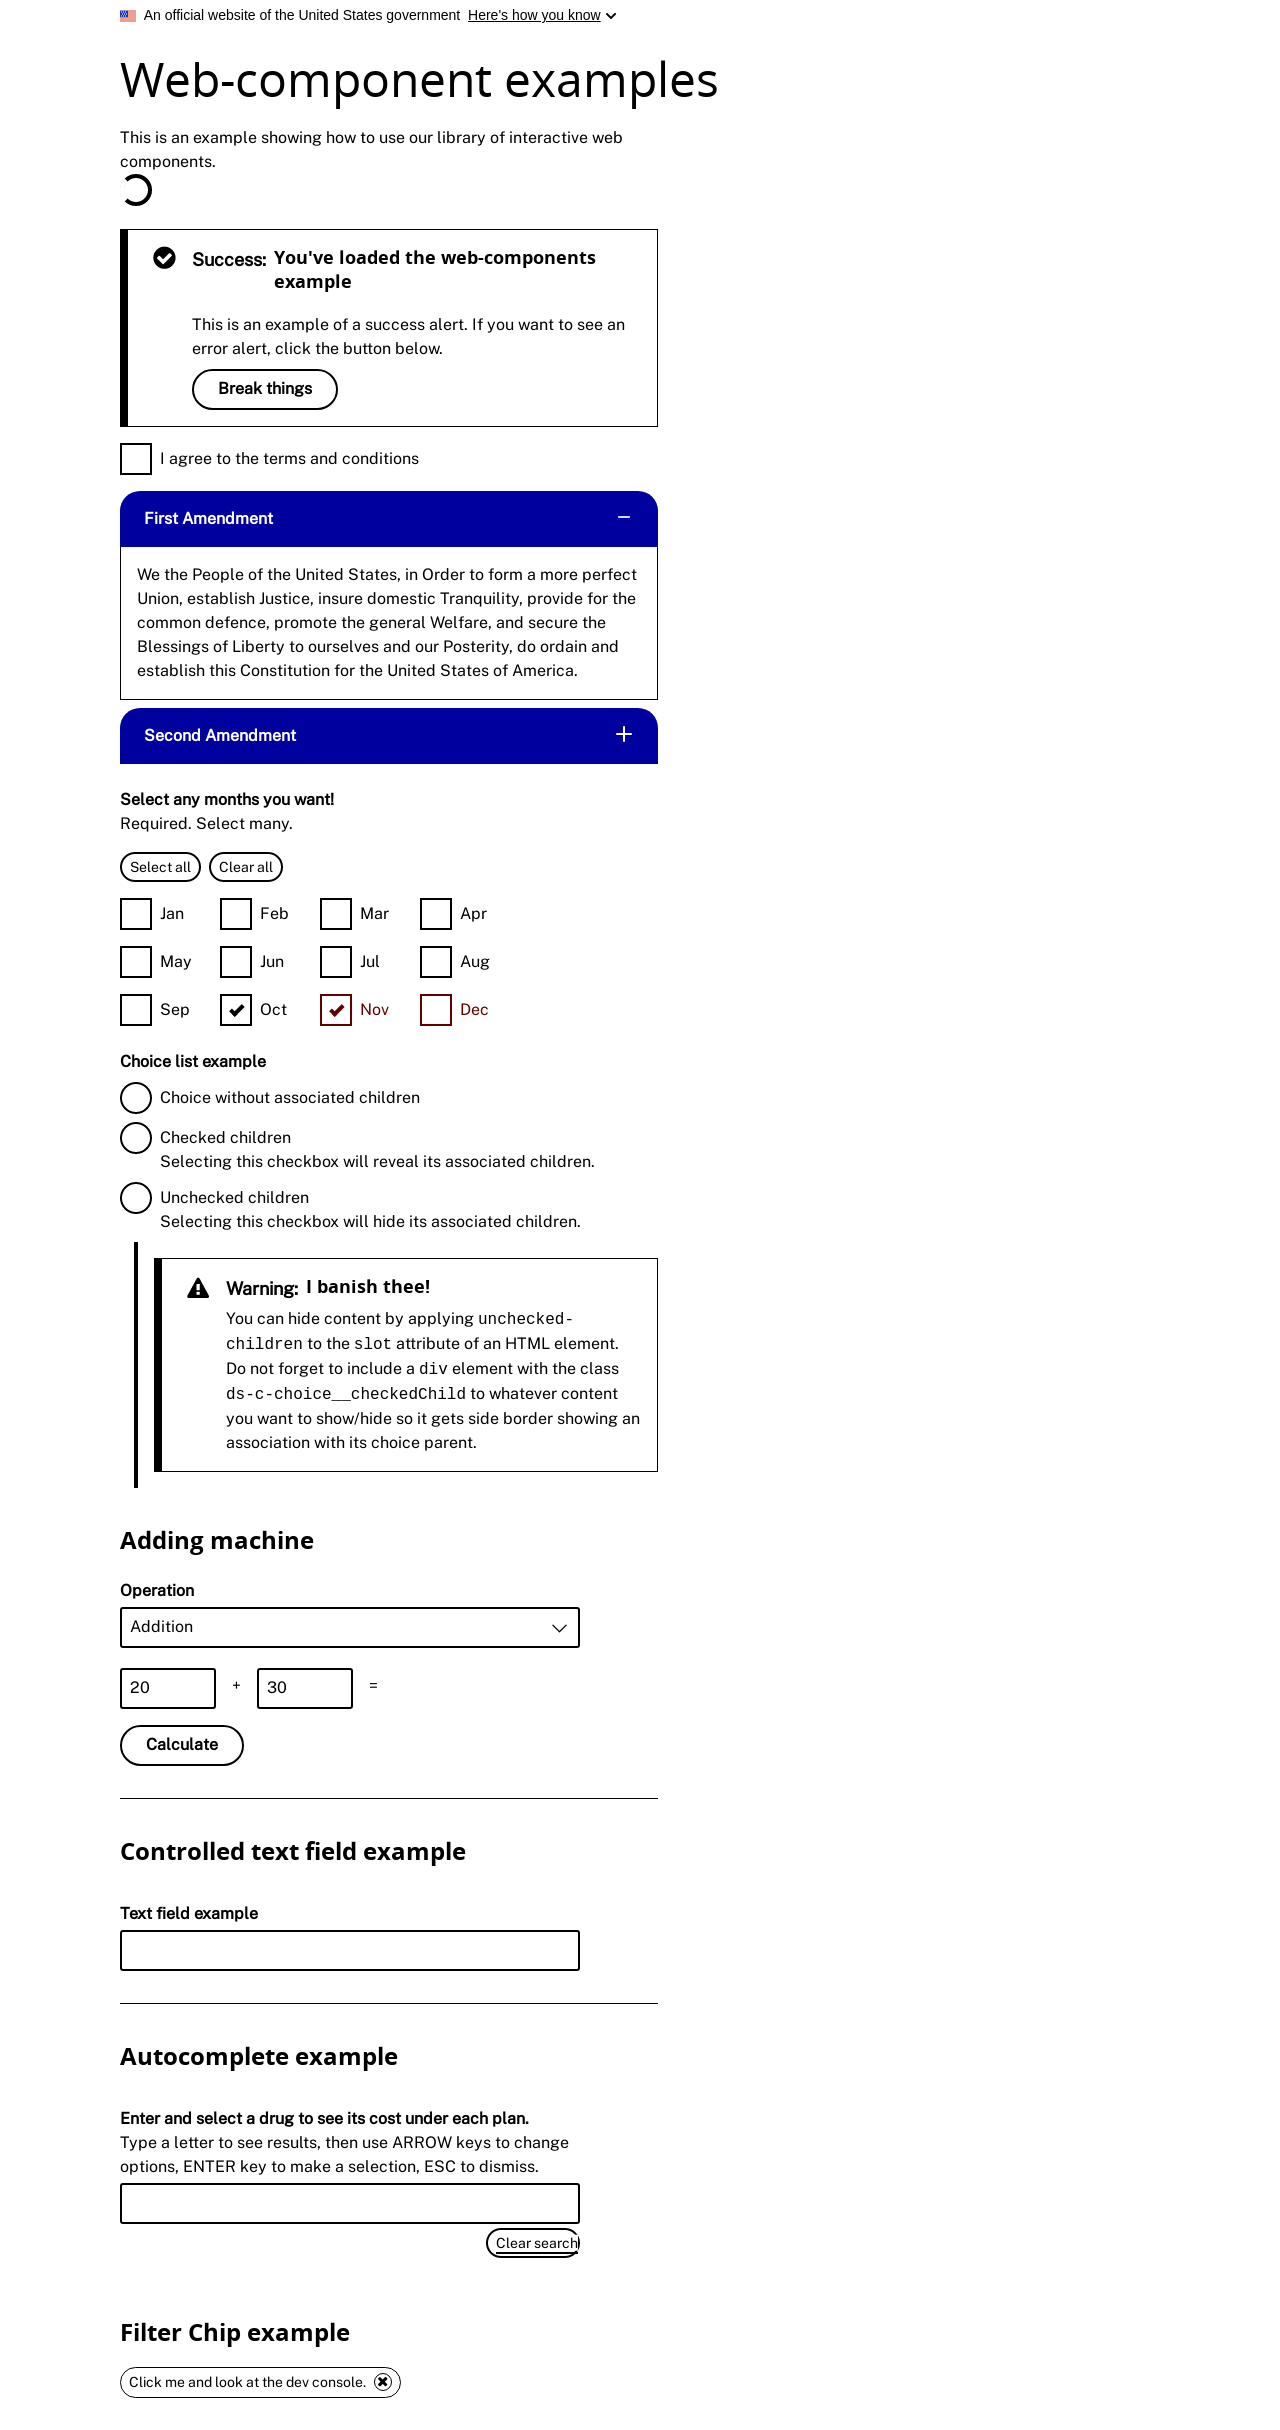 An official website of the United States government Here's how you know
Web-component examples
This is an example showing how to use our library of interactive web
components.
Success: You've loaded the web-components
example
This is an example of a success alert. If you want to see an
error alert, click the button below.
Break things
I agree to the terms and conditions
First Amendment
We the People of the United States, in Order to form a more perfect
Union, establish Justice, insure domestic Tranquility, provide for the
common defence, promote the general Welfare, and secure the
Blessings of Liberty to ourselves and our Posterity, do ordain and
establish this Constitution for the United States of America.
Second Amendment
Select any months you want!
Required. Select many.
Select all Clear all
Jan Feb Mar Apr
May Jun Jul Aug
Sep Oct Nov Dec
Choice list example
Choice without associated children
Checked children
Selecting this checkbox will reveal its associated children.
Unchecked children
Selecting this checkbox will hide its associated children.
Warning: I banish thee!
You can hide content by applying unchecked-
children to the slot attribute of an HTML element.
Do not forget to include a div element with the class
ds-c-choice__checkedChild to whatever content
you want to show/hide so it gets side border showing an
association with its choice parent.
Adding machine
Operation
Addition
20 + 30 =
Calculate
Controlled text field example
Text field example
Autocomplete example
Enter and select a drug to see its cost under each plan.
Type a letter to see results, then use ARROW keys to change
options, ENTER key to make a selection, ESC to dismiss.
Clear search
Filter Chip example
Click me and look at the dev console.